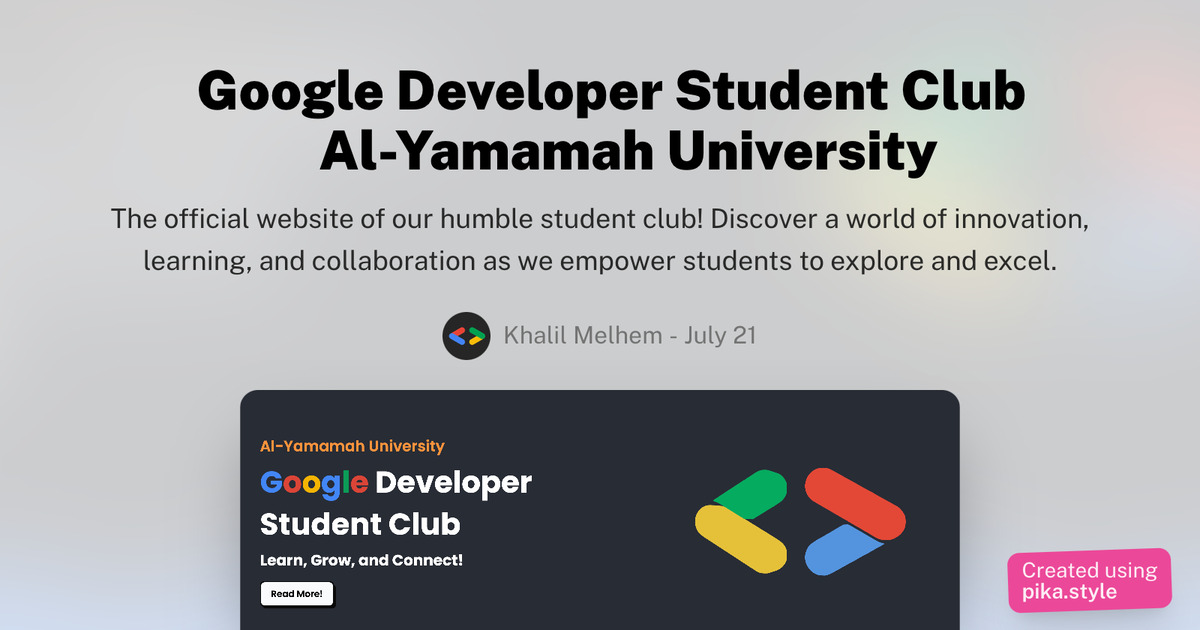 Google Developer Student Club
Al-Yamamah University
The official website of our humble student club! Discover a world of innovation,
learning, and collaboration as we empower students to explore and excel.
Khalil Melhem - July 21
Al-Yamamah University
Google Developer
Student Club
Learn, Grow, and Connect!
Read More!
Created using
pika.style